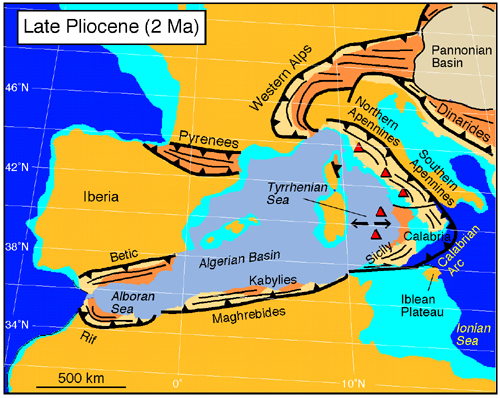 Late Pliocene (2 Ma)
Pannonian
Basin
Western Alps
46°N
Dinarides
Northern
Apennines
Pyrenees
42°N
Southern
Apennines
Tyrrhenian
Sea
Iberia
Calabria
38°N
Betic
Algerian Basin
Sicily
Calabrian
Arc
Kabylies
Alboran
Sea
Iblean
Plateau
Maghrebides
34°N
Rif
Ionian
Sea
500 km
0°
10°N